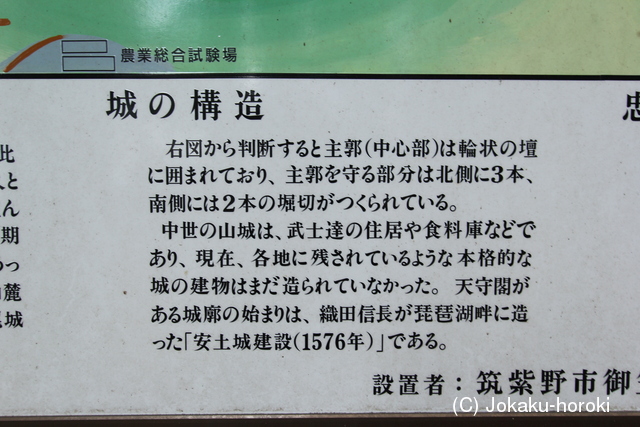 農業総合試験場
城の構造
右図から判断すると主郭(中心部)は輪状の壇
に囲まれており、主郭を守る部分は北側に3本、
南側には2本の堀切がつくられている。
中世の山城は、武士達の住居や食料庫などで
あり、現在、各地に残されているような本格的な
城の建物はまだ造られていなかった。天守閣が
ある城廓の始まりは、織田信長が琵琶湖畔に造
った「安土城建設(1576年)」である。
設置者：筑紫野市御
比
と
ん
期
っ
麓
城
忠
(C) Jokaku-horoki